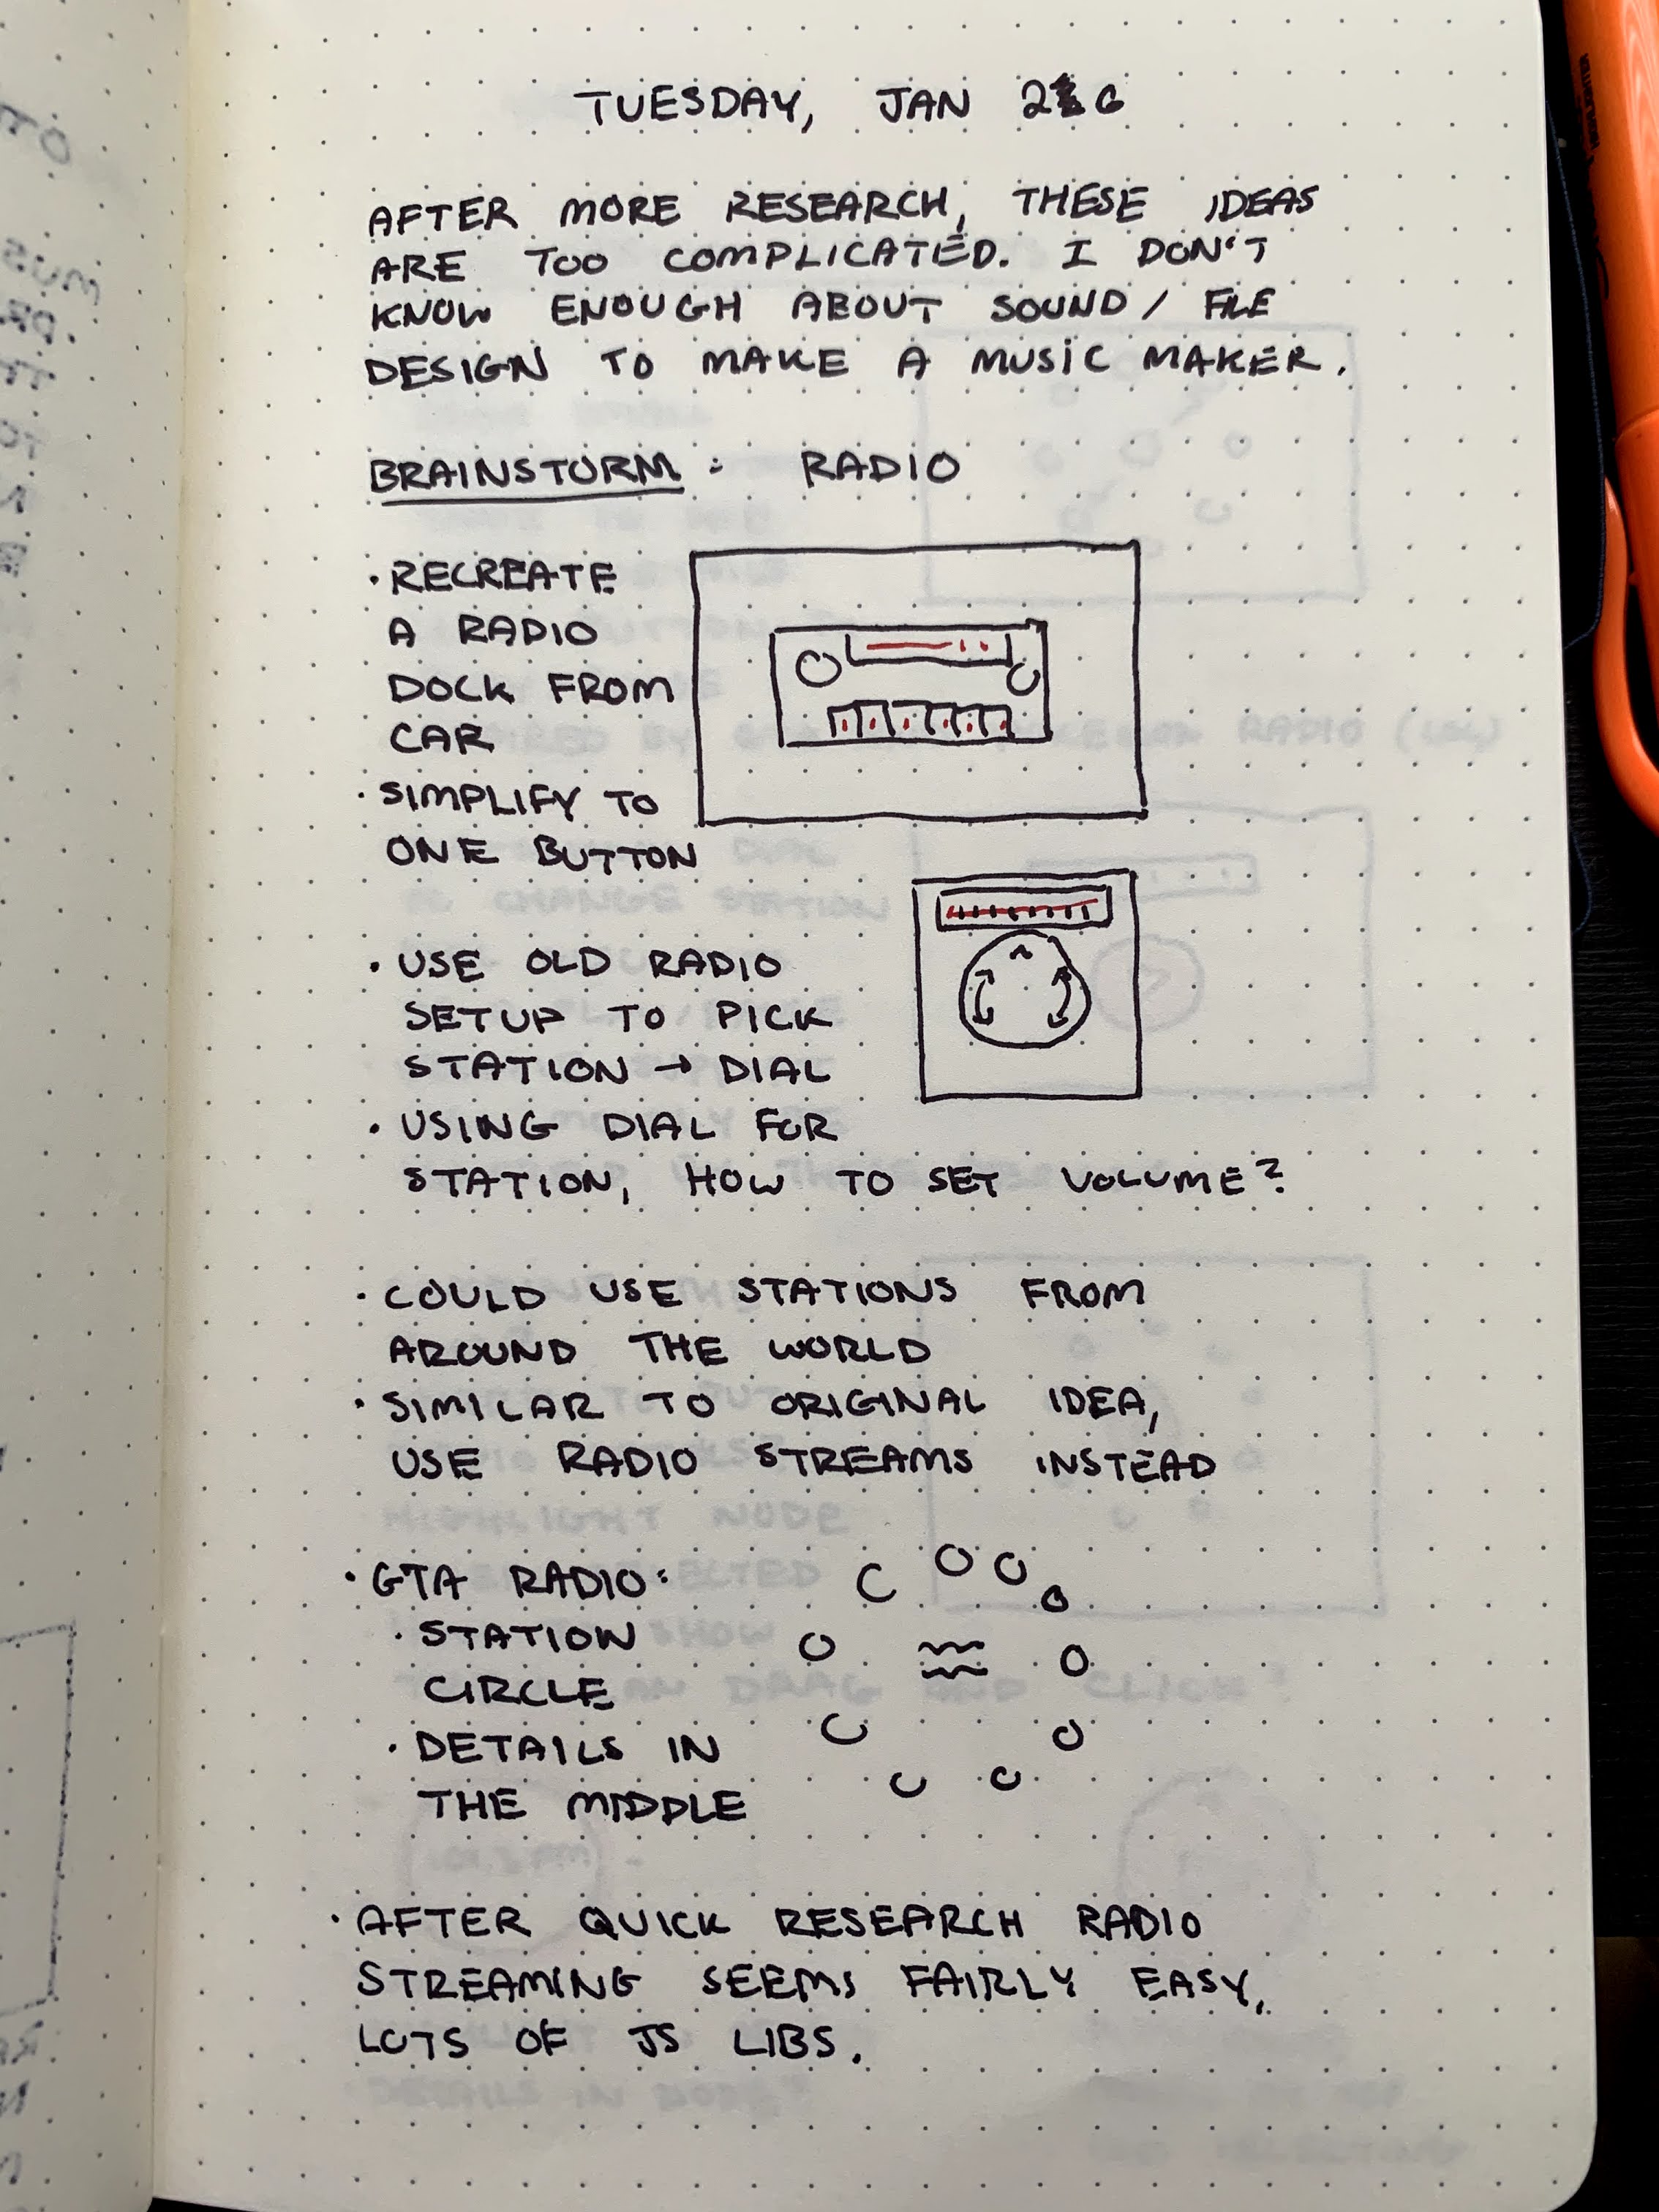 TUESDAY, JAN 26
AFTER MORE RESEARCH, THESE IDEAS
ARE TOO COMPLICATED. I DON'T
KNOW ENOUGH ABOUT SOUND / FILE
DESIGN TO MAKE A MUSIC MAKER.
BRAINSTORM: RADIO
· RECREATE
A RADIO
DOCK FROM
CAR
· SIMPLIFY TO
ONE BUTTON
· USE OLD RADIO
SETUP TO PICK
STATION → DIAL
· USING DIAL FOR
STATION, HOW TO SET VOLUME?
· COULD USE STATIONS FROM
AROUND THE WORLD
· SIMILAR TO ORIGINAL IDEA,
USE RADIO STREAMS INSTEAD
· GTA RADIO:
· STATION
CIRCLE
· DETAILS IN
THE MIDDLE
· AFTER QUICK RESEARCH RADIO
STREAMING SEEMS FAIRLY EASY,
LOTS OF JS LIBS.